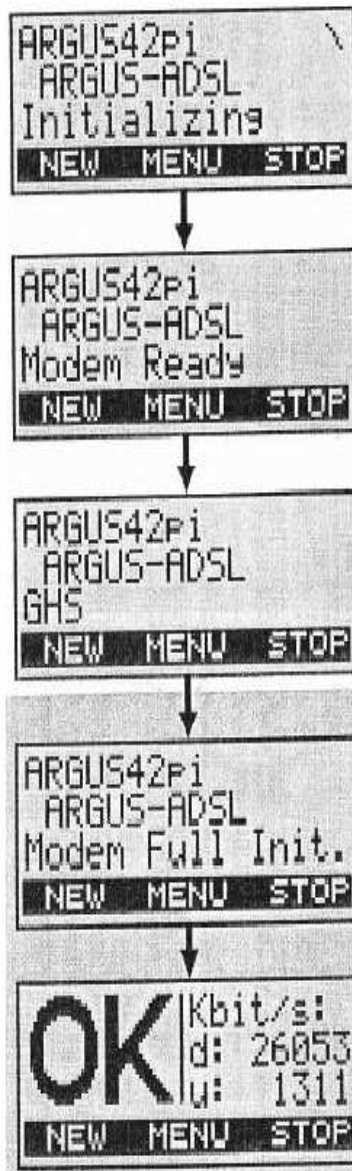 ARGUS42pi \
ARGUS-ADSL
Initializing
NEW MENU STOP
ARGUS42pi
ARGUS-ADSL
Modem Ready
NEW MENU STOP
ARGUS42pi
ARGUS-ADSL
GHS
NEW MENU STOP
ARGUS42pi
ARGUS-ADSL
Modem Full Init.
NEW MENU STOP
OK
Kbit/s:
d: 26053
u: 1311
NEW MENU STOP